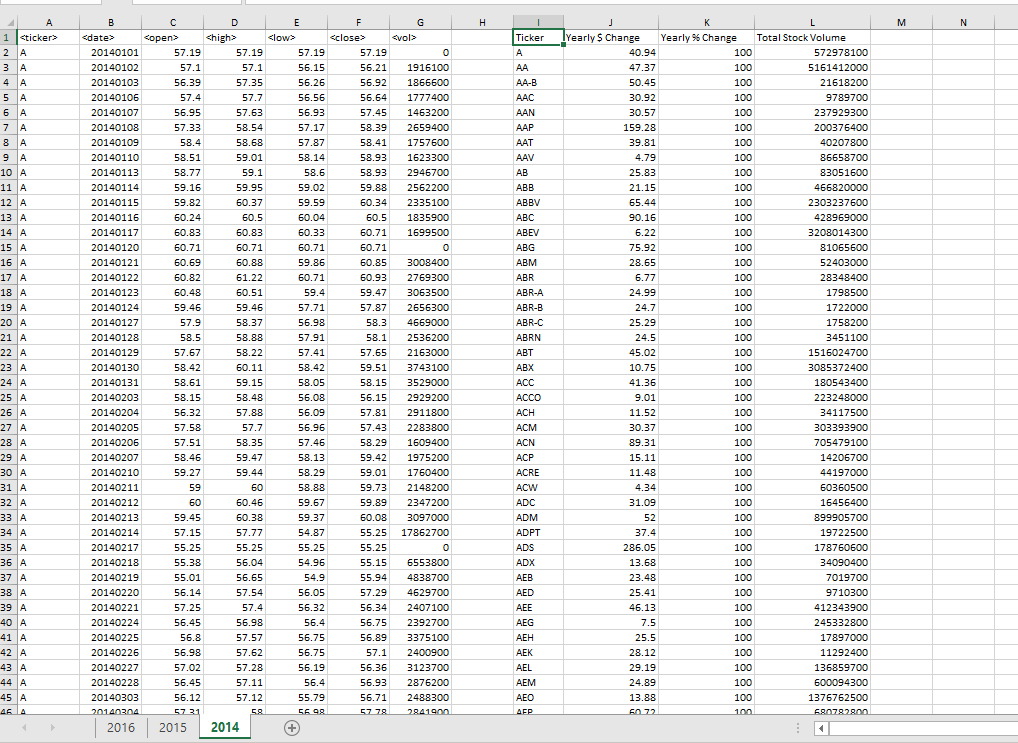 A B C D E F G H I J K L M N
1 <ticker> <date> <open> <high> <low> <close> <vol> Ticker Yearly $ Change Yearly % Change Total Stock Volume
2 A 20140101 57.19 57.19 57.19 57.19 0 A 40.94 100 572978100
3 A 20140102 57.1 57.1 56.15 56.21 1916100 AA 47.37 100 5161412000
4 A 20140103 56.39 57.35 56.26 56.92 1866600 AA-B 50.45 100 21618200
5 A 20140106 57.4 57.7 56.56 56.64 1777400 AAC 30.92 100 9789700
6 A 20140107 56.95 57.63 56.93 57.45 1463200 AAN 30.57 100 237929300
7 A 20140108 57.33 58.54 57.17 58.39 2659400 AAP 159.28 100 200376400
8 A 20140109 58.4 58.68 57.87 58.41 1757600 AAT 39.81 100 40207800
9 A 20140110 58.51 59.01 58.14 58.93 1623300 AAV 4.79 100 86658700
10 A 20140113 58.77 59.1 58.6 58.93 2946700 AB 25.83 100 83051600
11 A 20140114 59.16 59.95 59.02 59.88 2562200 ABB 21.15 100 466820000
12 A 20140115 59.82 60.37 59.59 60.34 2335100 ABBV 65.44 100 2303237600
13 A 20140116 60.24 60.5 60.04 60.5 1835900 ABC 90.16 100 428969000
14 A 20140117 60.83 60.83 60.33 60.71 1699500 ABEV 6.22 100 3208014300
15 A 20140120 60.71 60.71 60.71 60.71 0 ABG 75.92 100 81065600
16 A 20140121 60.69 60.88 59.86 60.85 3008400 ABM 28.65 100 52403000
17 A 20140122 60.82 61.22 60.71 60.93 2769300 ABR 6.77 100 28348400
18 A 20140123 60.48 60.51 59.4 59.47 3063500 ABR-A 24.99 100 1798500
19 A 20140124 59.46 59.46 57.71 57.87 2656300 ABR-B 24.7 100 1722000
20 A 20140127 57.9 58.37 56.98 58.3 4669000 ABR-C 25.29 100 1758200
21 A 20140128 58.5 58.88 57.91 58.1 2536200 ABRN 24.5 100 3451100
22 A 20140129 57.67 58.22 57.41 57.65 2163000 ABT 45.02 100 1516024700
23 A 20140130 58.42 60.11 58.42 59.51 3743100 ABX 10.75 100 3085372400
24 A 20140131 58.61 59.15 58.05 58.15 3529000 ACC 41.36 100 180543400
25 A 20140203 58.15 58.48 56.08 56.15 2929200 ACCO 9.01 100 223248000
26 A 20140204 56.32 57.88 56.09 57.81 2911800 ACH 11.52 100 34117500
27 A 20140205 57.58 57.7 56.96 57.43 2283800 ACM 30.37 100 303393900
28 A 20140206 57.51 58.35 57.46 58.29 1609400 ACN 89.31 100 705479100
29 A 20140207 58.46 59.47 58.13 59.42 1975200 ACP 15.11 100 14206700
30 A 20140210 59.27 59.44 58.29 59.01 1760400 ACRE 11.48 100 44197000
31 A 20140211 59 60 58.88 59.73 2148200 ACW 4.34 100 60360500
32 A 20140212 60 60.46 59.67 59.89 2347200 ADC 31.09 100 16456400
33 A 20140213 59.45 60.38 59.37 60.08 3097000 ADM 52 100 899905700
34 A 20140214 57.15 57.77 54.87 55.25 17862700 ADPT 37.4 100 19722500
35 A 20140217 55.25 55.25 55.25 55.25 0 ADS 286.05 100 178760600
36 A 20140218 55.38 56.04 54.96 55.15 6553800 ADX 13.68 100 34090400
37 A 20140219 55.01 56.65 54.9 55.94 4838700 AEB 23.48 100 7019700
38 A 20140220 56.14 57.54 56.05 57.29 4629700 AED 25.41 100 9710300
39 A 20140221 57.25 57.4 56.32 56.34 2407100 AEE 46.13 100 412343900
40 A 20140224 56.45 56.98 56.4 56.75 2392700 AEG 7.5 100 245332800
41 A 20140225 56.8 57.57 56.75 56.89 3375100 AEH 25.5 100 17897000
42 A 20140226 56.98 57.62 56.75 57.1 2400900 AEK 28.12 100 11292400
43 A 20140227 57.02 57.28 56.19 56.36 3123700 AEL 29.19 100 136859700
44 A 20140228 56.45 57.11 56.4 56.93 2876200 AEM 24.89 100 600094300
45 A 20140303 56.12 57.12 55.79 56.71 2488300 AEO 13.88 100 1376762500
46 A 20140304 57.31 58 56.98 57.78 2841900 AEP 60.72 100 680782800
2016 2015 2014